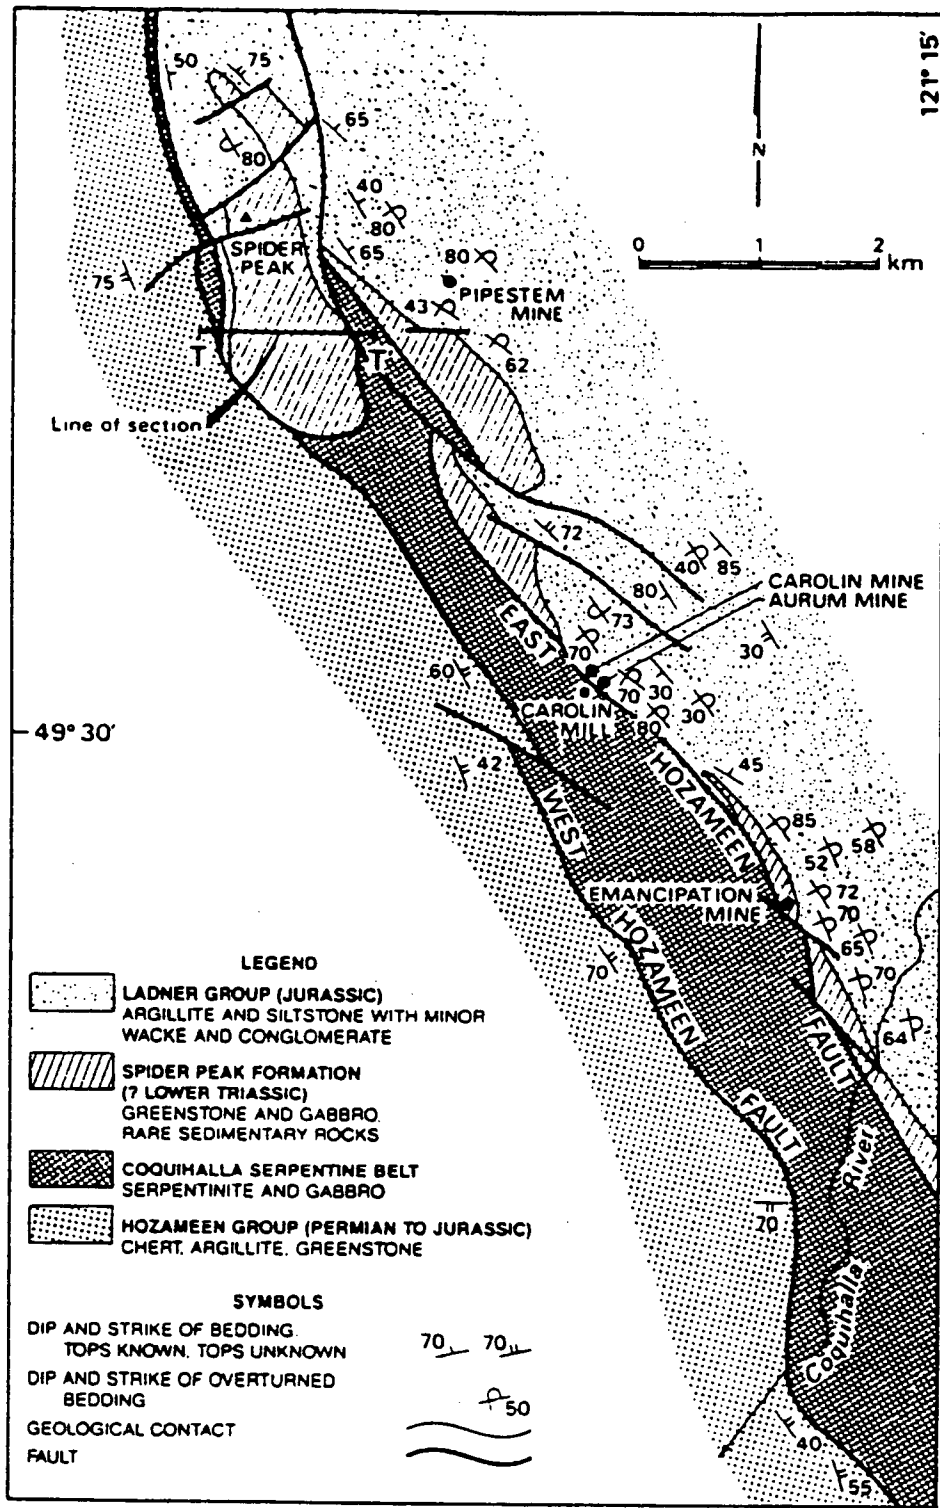 50
75
121° 15'
65
80
N
40
80
SPIDER
PEAK
65
0 1 2
km
75
80
PIPESTEM
MINE
43
T
T'
62
Line of section
72
40
85
CAROLIN MINE
AURUM MINE
80
73
EAST HOZAMEEN FAULT
70
30
60
70
30
30
CAROLIN
MILL
80
49° 30'
42
45
WEST HOZAMEEN FAULT
85
58
52
EMANCIPATION
MINE
72
70
65
70
70
64
LEGEND
LADNER GROUP (JURASSIC)
ARGILLITE AND SILTSTONE WITH MINOR
WACKE AND CONGLOMERATE
SPIDER PEAK FORMATION
(? LOWER TRIASSIC)
GREENSTONE AND GABBRO.
RARE SEDIMENTARY ROCKS
COQUIHALLA SERPENTINE BELT
SERPENTINITE AND GABBRO
HOZAMEEN GROUP (PERMIAN TO JURASSIC)
CHERT, ARGILLITE, GREENSTONE
70
Coquihalla River
SYMBOLS
DIP AND STRIKE OF BEDDING.
TOPS KNOWN, TOPS UNKNOWN
70 70
DIP AND STRIKE OF OVERTURNED
BEDDING
50
GEOLOGICAL CONTACT
FAULT
40
55